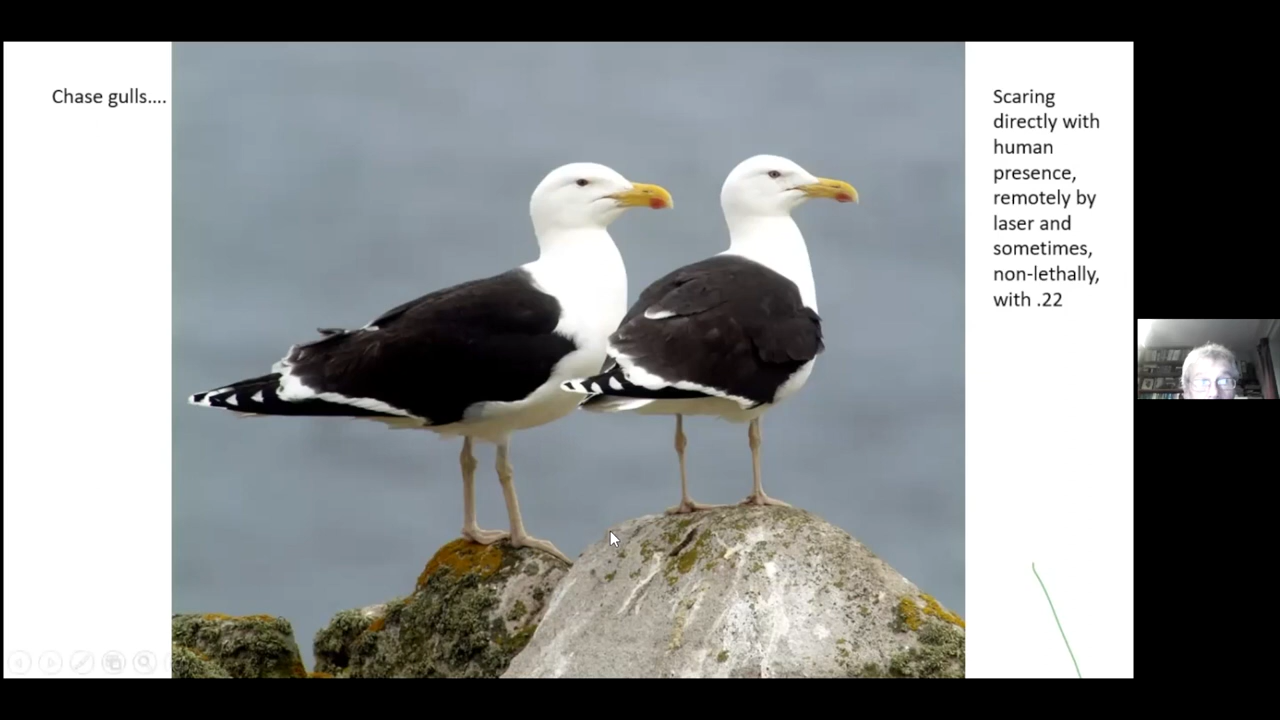 Chase gulls....
Scaring
directly with
human
presence,
remotely by
laser and
sometimes,
non-lethally,
with .22